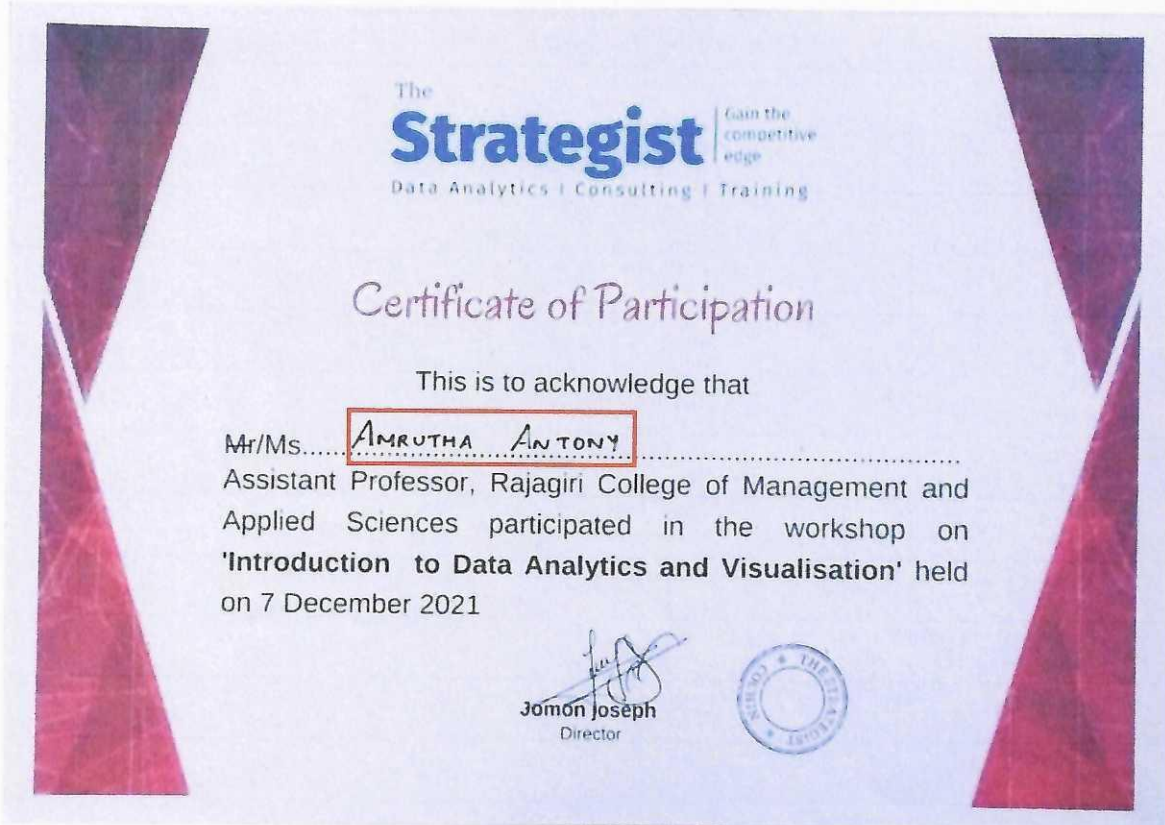 The
Strategist
Gain the
competitive
edge
Data Analytics | Consulting | Training
Certificate of Participation
This is to acknowledge that
Mr/Ms..... AMRUTHA ANTONY
Assistant Professor, Rajagiri College of Management and
Applied Sciences participated in the workshop on
'Introduction to Data Analytics and Visualisation' held
on 7 December 2021
Jomon Joseph
Director
THE STRATEGIST * COCHIN *